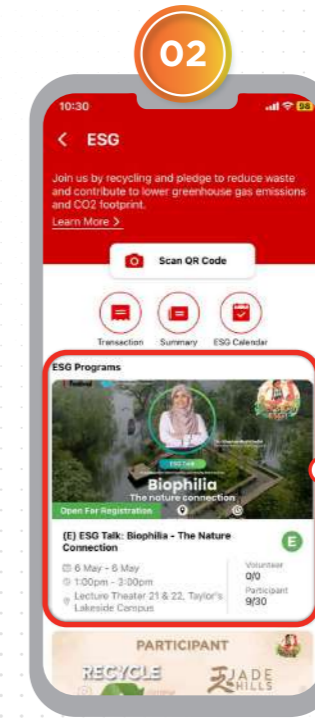 02
10:30
98
ESG
Join us by recycling and pledge to reduce waste
and contribute to lower greenhouse gas emissions
and CO2 footprint.
Learn More >
Scan QR Code
Transaction Summary ESG Calendar
ESG Programs
Festival
ESG Talk
Biophilia
The nature connection
Open For Registration
(E) ESG Talk: Biophilia - The Nature
Connection
E
6 May - 6 May
1:00pm - 3:00pm
Lecture Theater 21 & 22, Taylor's
Lakeside Campus
Volunteer
0/0
Participant
9/30
PARTICIPANT
RECYCLE
JADE
HILLS